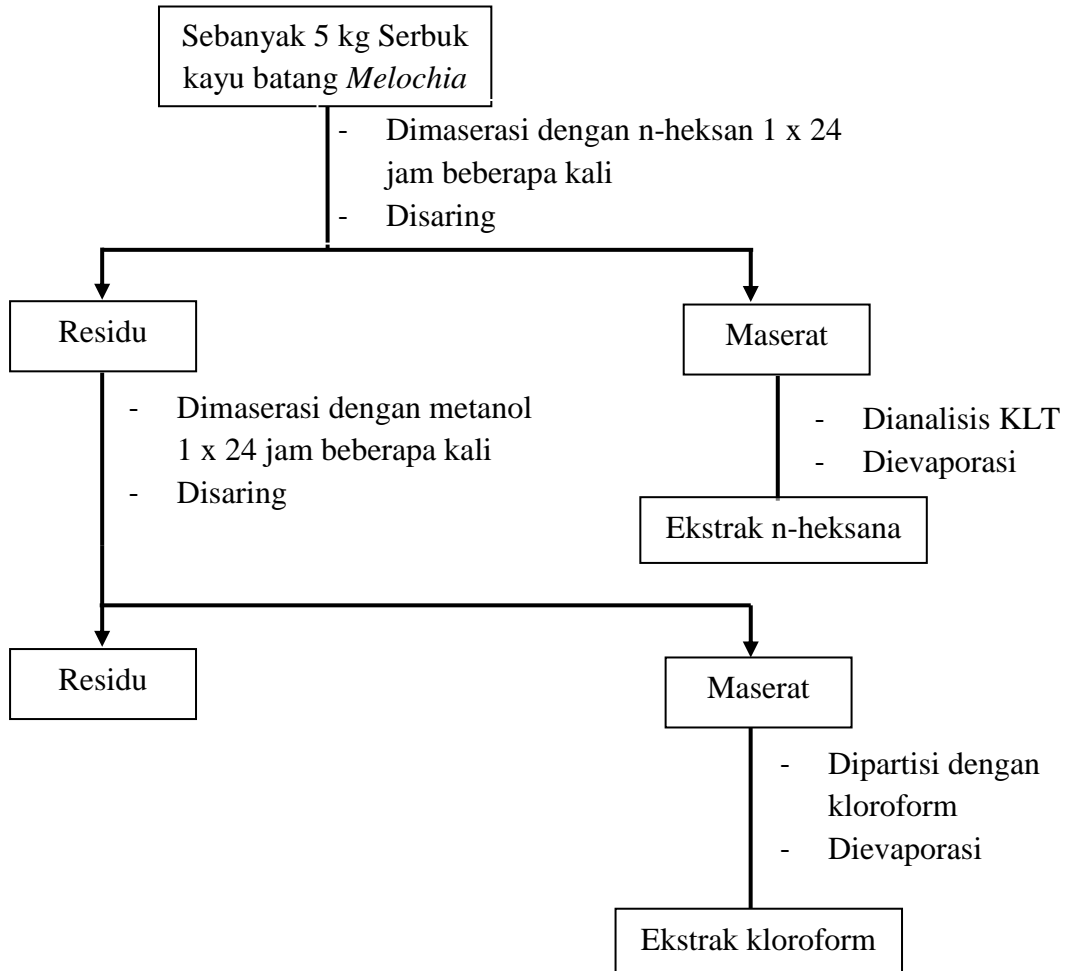 Sebanyak 5 kg Serbuk
kayu batang Melochia
- Dimaserasi dengan n-heksan 1 x 24
jam beberapa kali
- Disaring
Residu
Maserat
- Dimaserasi dengan metanol
1 x 24 jam beberapa kali
- Disaring
- Dianalisis KLT
- Dievaporasi
Ekstrak n-heksana
Residu
Maserat
- Dipartisi dengan
kloroform
- Dievaporasi
Ekstrak kloroform